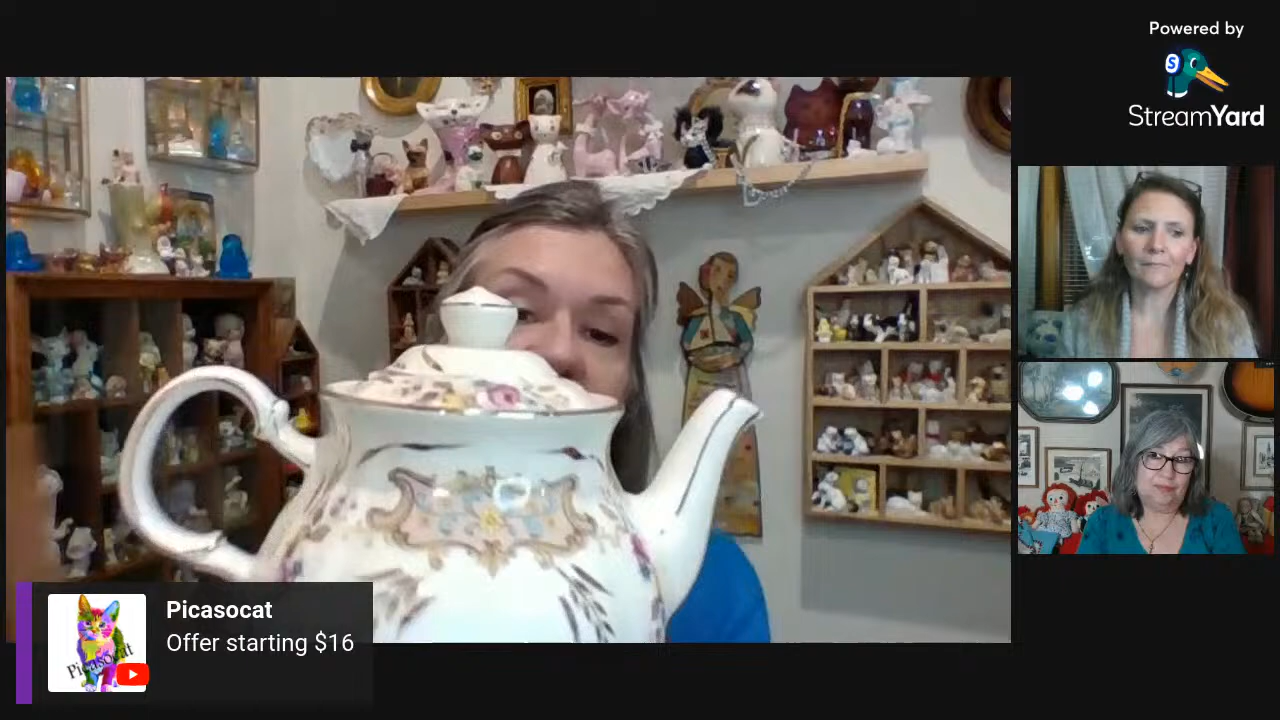 Powered by
S
StreamYard
Picasocat
Offer starting $16
Picasocat